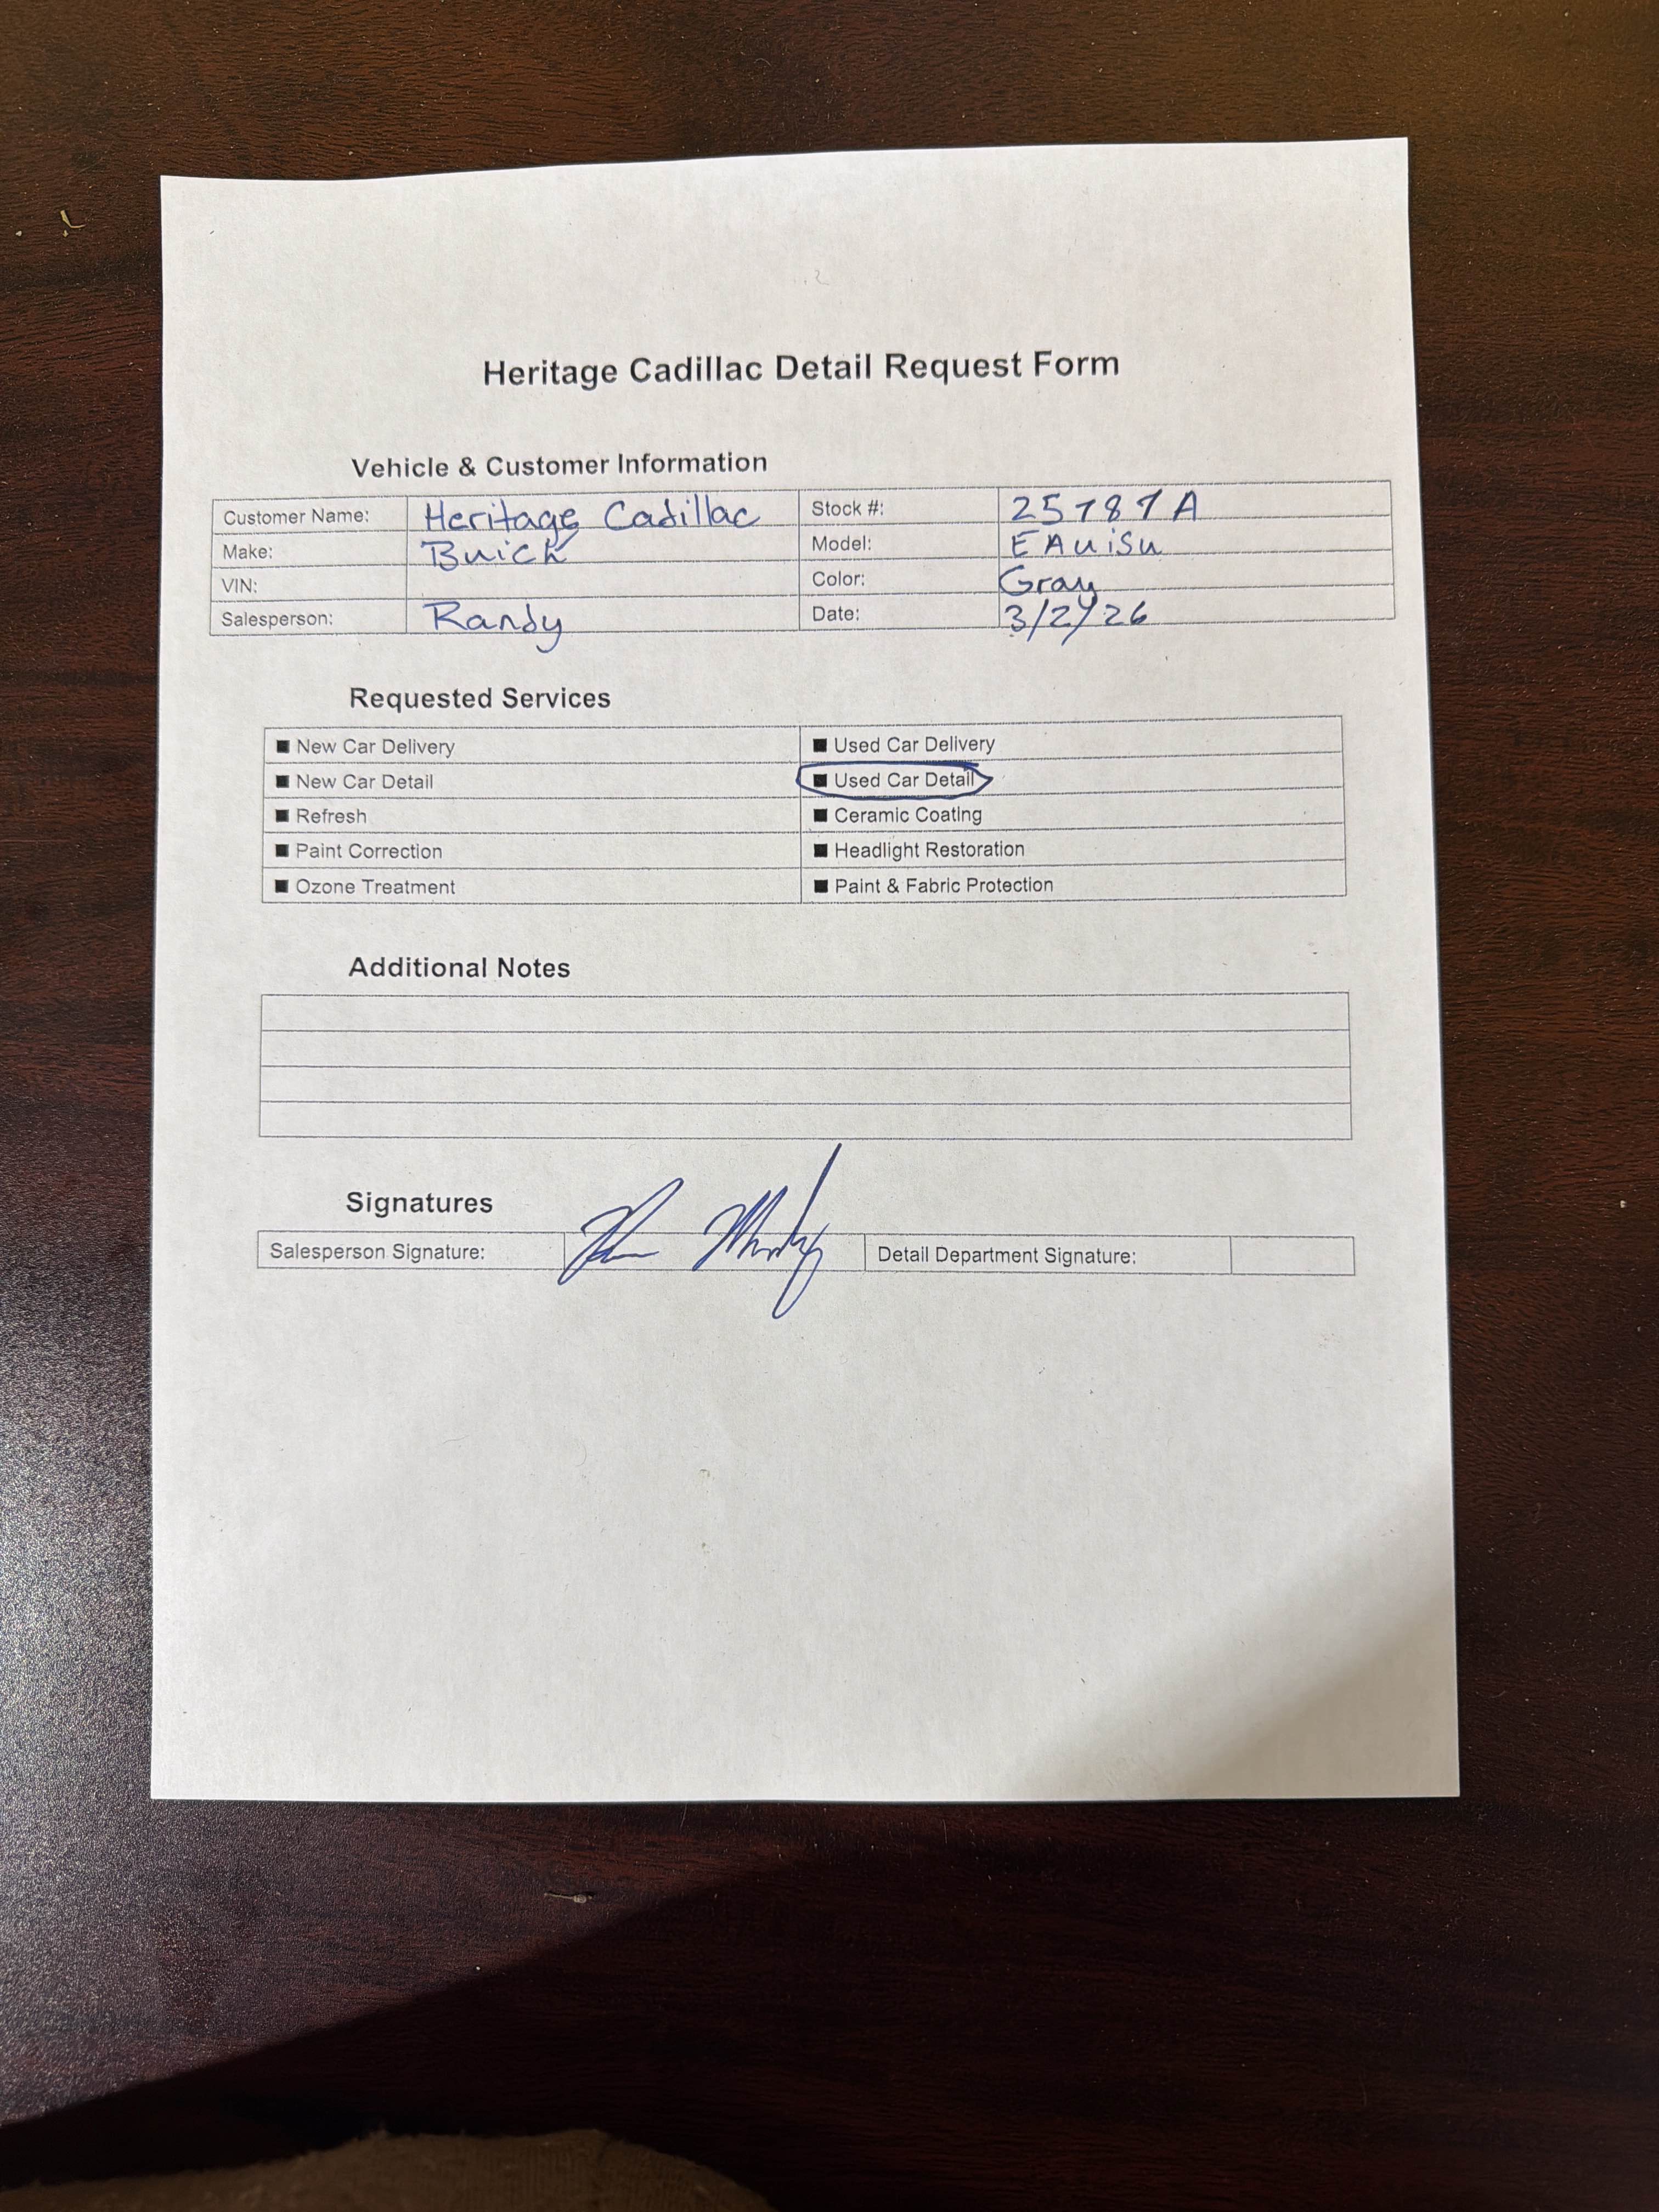 Heritage Cadillac Detail Request Form
Vehicle & Customer Information
Customer Name: Heritage Cadillac Stock #: 25787A
Make: Buick Model: EAuisu
VIN: Color: Gray
Salesperson: Randy Date: 3/2/26
Requested Services
■ New Car Delivery ■ Used Car Delivery
■ New Car Detail ■ Used Car Detail
■ Refresh ■ Ceramic Coating
■ Paint Correction ■ Headlight Restoration
■ Ozone Treatment ■ Paint & Fabric Protection
Additional Notes
Signatures
Salesperson Signature: Detail Department Signature: